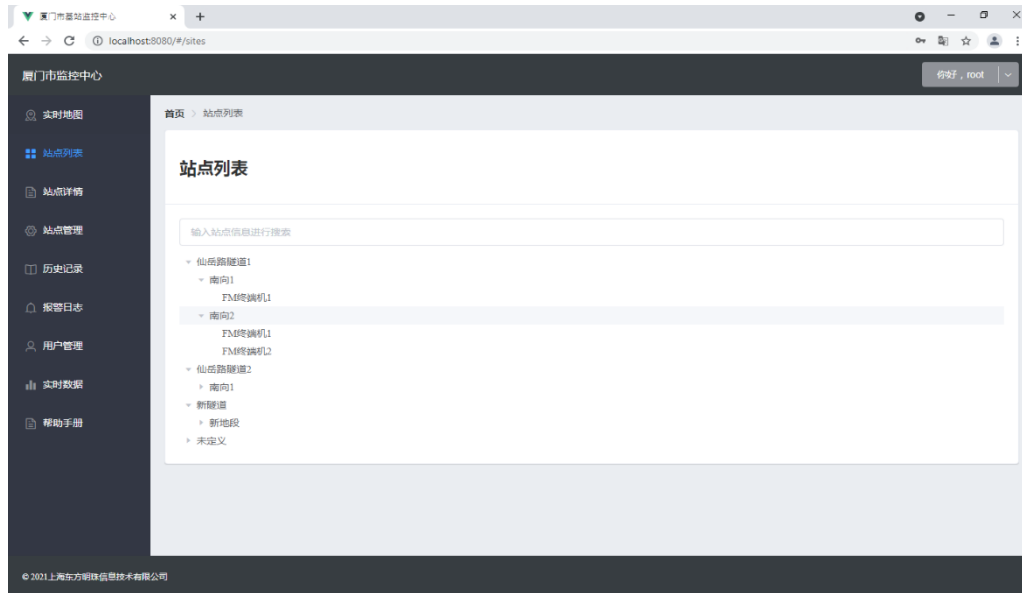 厦门市基站监控中心
localhost:8080/#/sites
厦门市监控中心
你好，root
实时地图
站点列表
站点详情
站点管理
历史记录
报警日志
用户管理
实时数据
帮助手册
首页 > 站点列表
站点列表
输入站点信息进行搜索
仙岳路隧道1
南向1
FM终端机1
南向2
FM终端机1
FM终端机2
仙岳路隧道2
南向1
新隧道
新地段
未定义
© 2021上海东方明珠信息技术有限公司